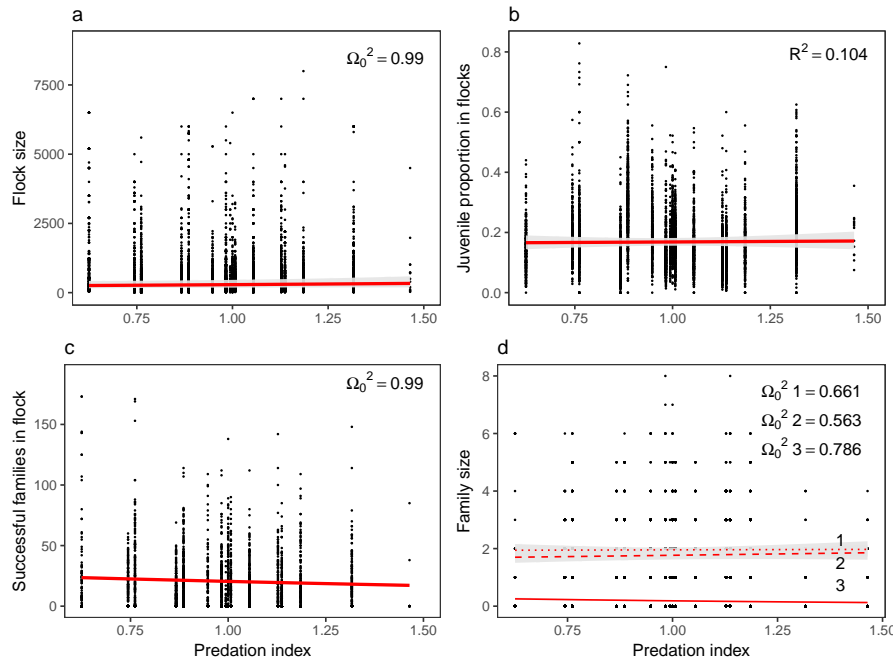 a
Flock size
7500
5000
2500
0
0.75 1.00 1.25 1.50
Ω₀² = 0.99
b
Juvenile proportion in flocks
0.8
0.6
0.4
0.2
0.0
0.75 1.00 1.25 1.50
R² = 0.104
c
Successful families in flock
150
100
50
0
0.75 1.00 1.25 1.50
Predation index
Ω₀² = 0.99
d
Family size
8
6
4
2
0
0.75 1.00 1.25 1.50
Predation index
Ω₀² 1 = 0.661
Ω₀² 2 = 0.563
Ω₀² 3 = 0.786
1
2
3